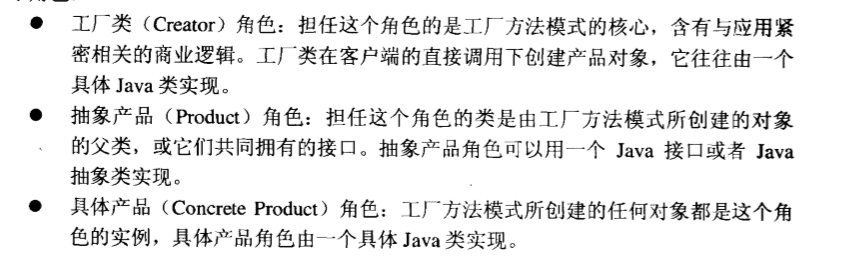 ● 工厂类（Creator）角色：担任这个角色的是工厂方法模式的核心，含有与应用紧
密相关的商业逻辑。工厂类在客户端的直接调用下创建产品对象，它往往由一个
具体 Java 类实现。
● 抽象产品（Product）角色：担任这个角色的类是由工厂方法模式所创建的对象
的父类，或它们共同拥有的接口。抽象产品角色可以用一个 Java 接口或者 Java
抽象类实现。
● 具体产品（Concrete Product）角色：工厂方法模式所创建的任何对象都是这个角
色的实例，具体产品角色由一个具体 Java 类实现。